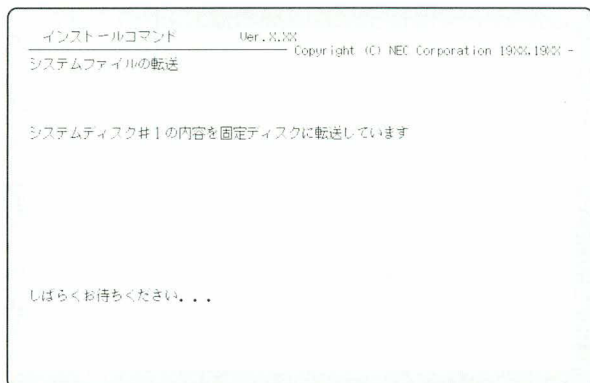 インストールコマンド Ver.X.XX
Copyright (C) NEC Corporation 19XX,19XX -
システムファイルの転送
システムディスク#1の内容を固定ディスクに転送しています
しばらくお待ちください...